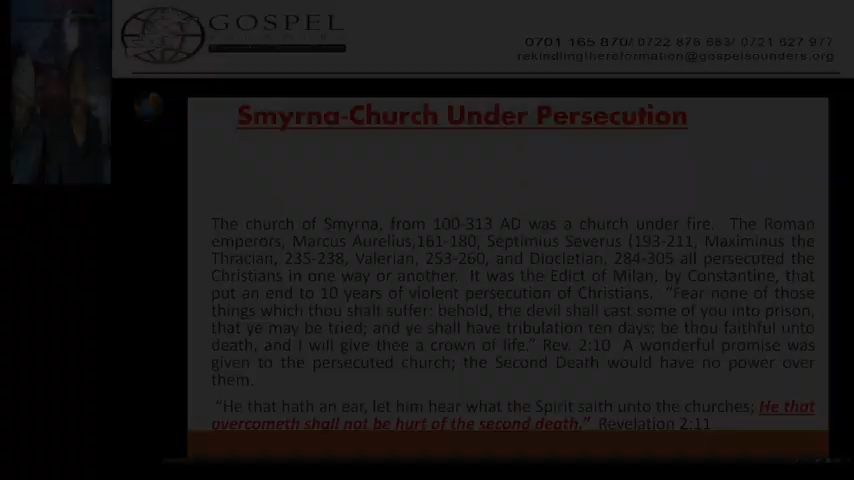 GOSPEL
0701 165 870/ 0722 878 683/ 0721 627 977
rekindlingthereformation@gospelsounders.org
Smyrna-Church Under Persecution
The church of Smyrna, from 100-313 AD was a church under fire. The Roman
emperors, Marcus Aurelius,161-180, Septimius Severus (193-211, Maximinus the
Thracian, 235-238, Valerian, 253-260, and Diocletian, 284-305 all persecuted the
Christians in one way or another. It was the Edict of Milan, by Constantine, that
put an end to 10 years of violent persecution of Christians. “Fear none of those
things which thou shalt suffer: behold, the devil shall cast some of you into prison,
that ye may be tried; and ye shall have tribulation ten days: be thou faithful unto
death, and I will give thee a crown of life.” Rev. 2:10 A wonderful promise was
given to the persecuted church; the Second Death would have no power over
them.
“He that hath an ear, let him hear what the Spirit saith unto the churches; He that
overcometh shall not be hurt of the second death.” Revelation 2:11